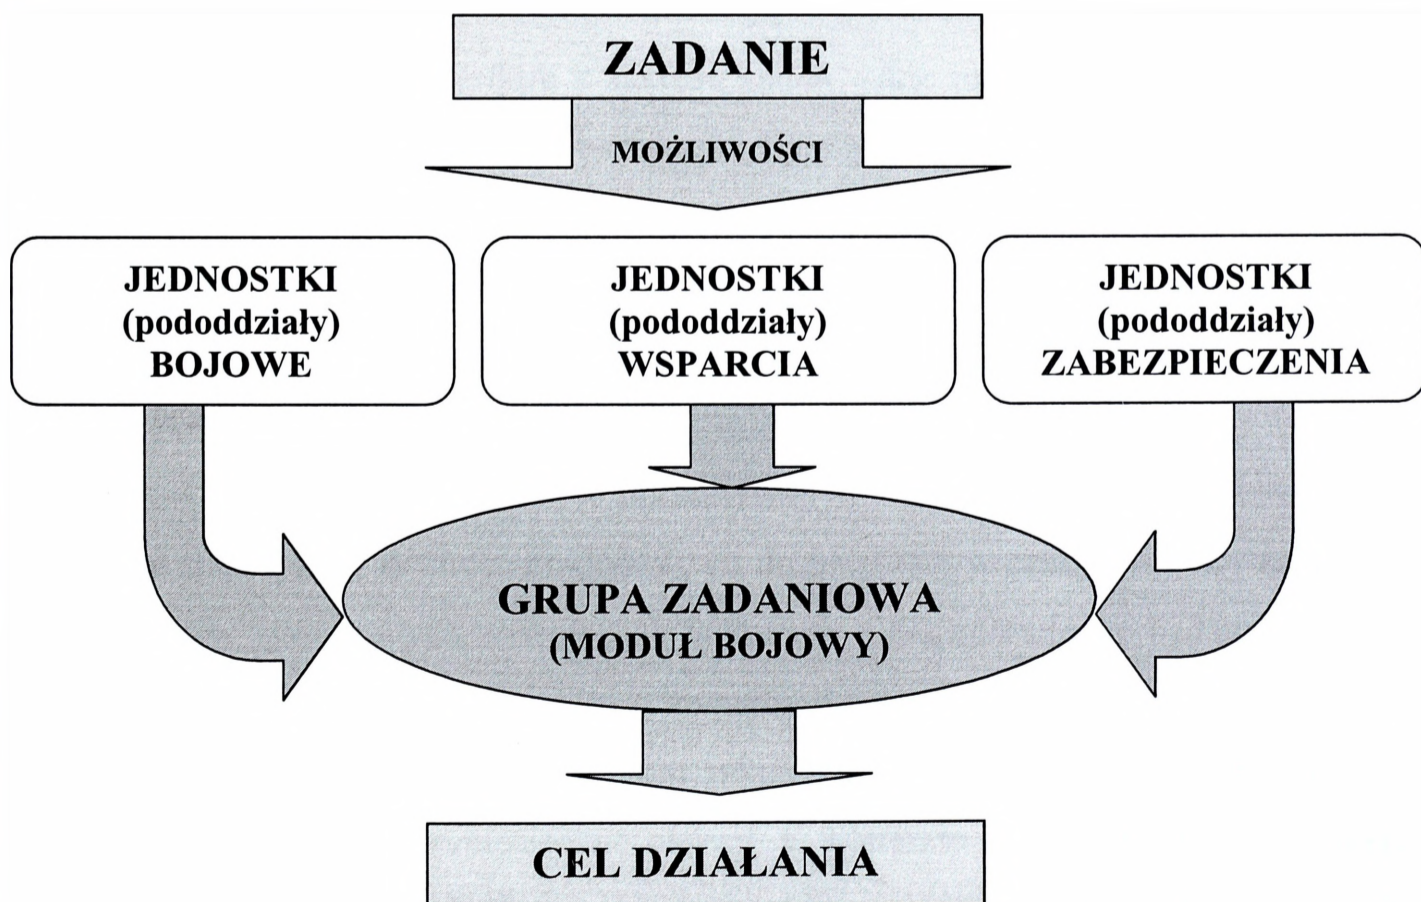 ZADANIE
MOŻLIWOŚCI
JEDNOSTKI
(pododdziały)
BOJOWE
JEDNOSTKI
(pododdziały)
WSPARCIA
JEDNOSTKI
(pododdziały)
ZABEZPIECZENIA
GRUPA ZADANIOWA
(MODUŁ BOJOWY)
CEL DZIAŁANIA